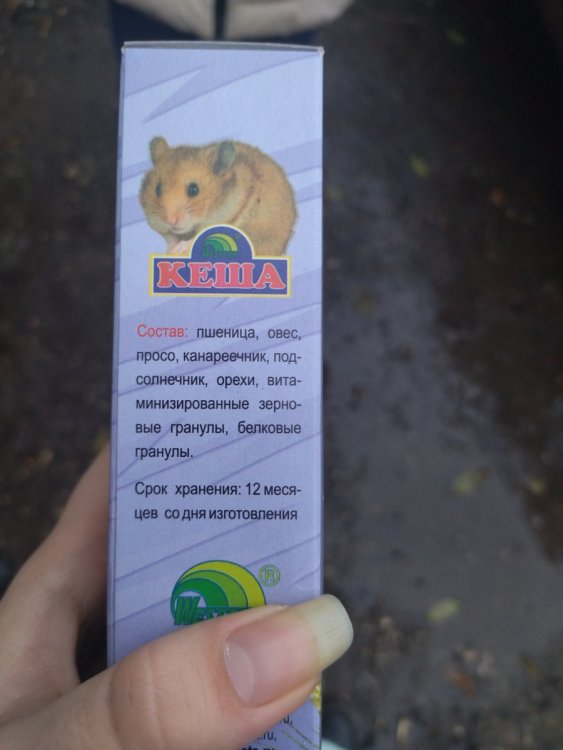 КЕША
Состав: пшеница, овес,
просо, канареечник, под-
солнечник, орехи, вита-
минизированные зерно-
вые гранулы, белковые
гранулы.
Срок хранения: 12 меся-
цев со дня изготовления
®